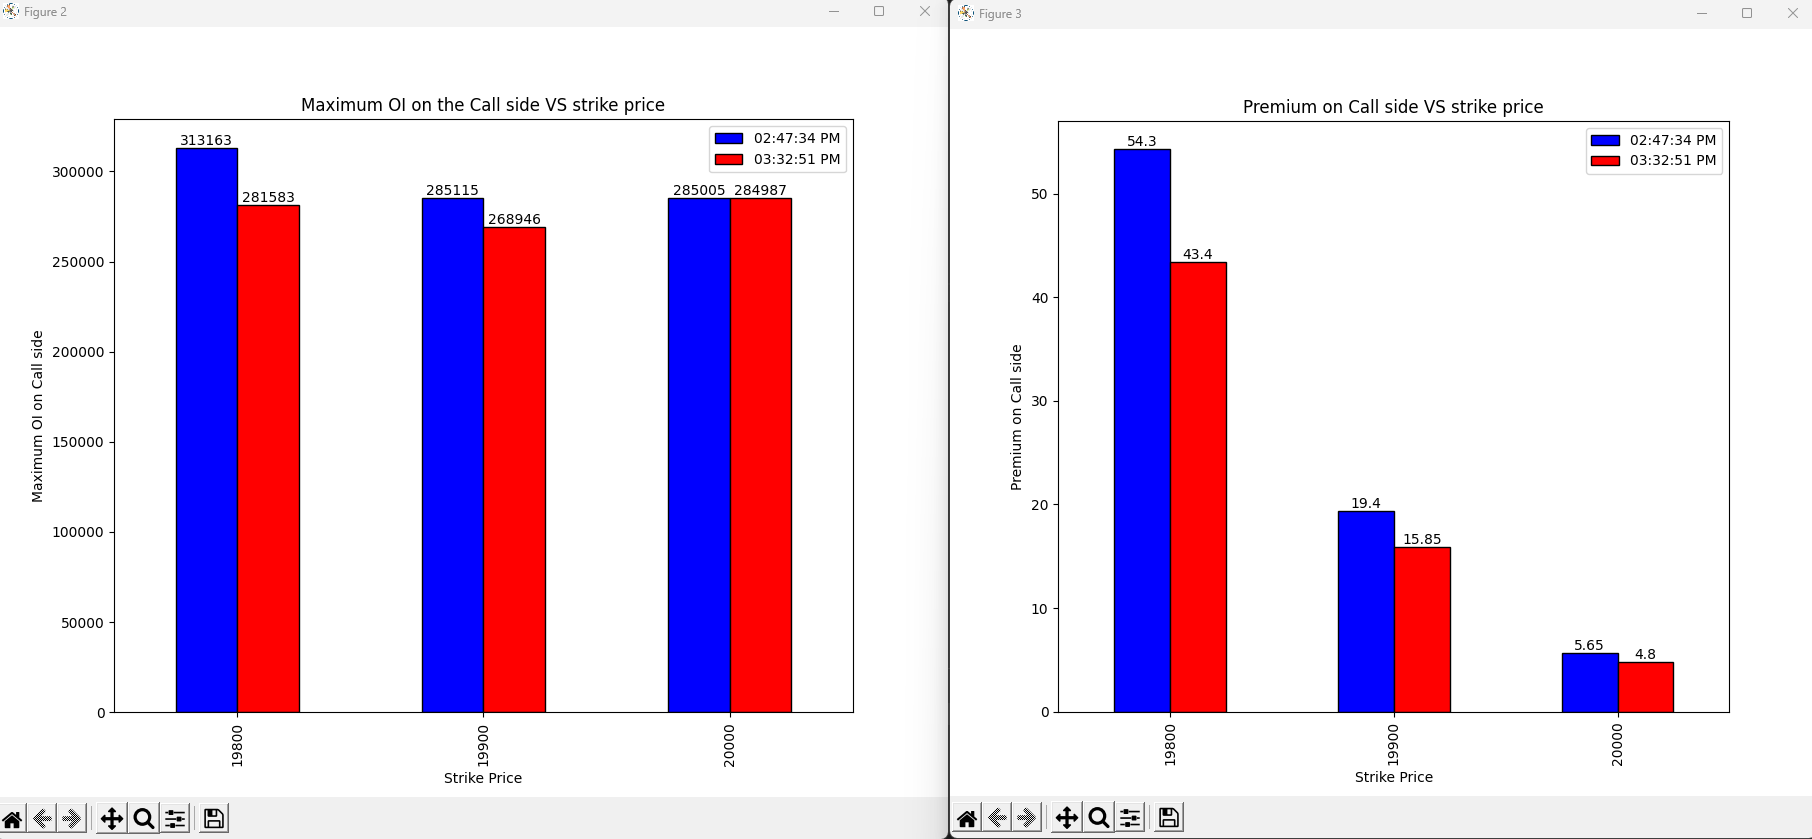 Figure 2
Maximum OI on the Call side VS strike price
02:47:34 PM
03:32:51 PM
313163
281583
285115
268946
285005
284987
300000
250000
200000
150000
100000
50000
0
Maximum OI on Call side
19800
19900
20000
Strike Price
Figure 3
Premium on Call side VS strike price
02:47:34 PM
03:32:51 PM
54.3
43.4
19.4
15.85
5.65
4.8
50
40
30
20
10
0
Premium on Call side
19800
19900
20000
Strike Price